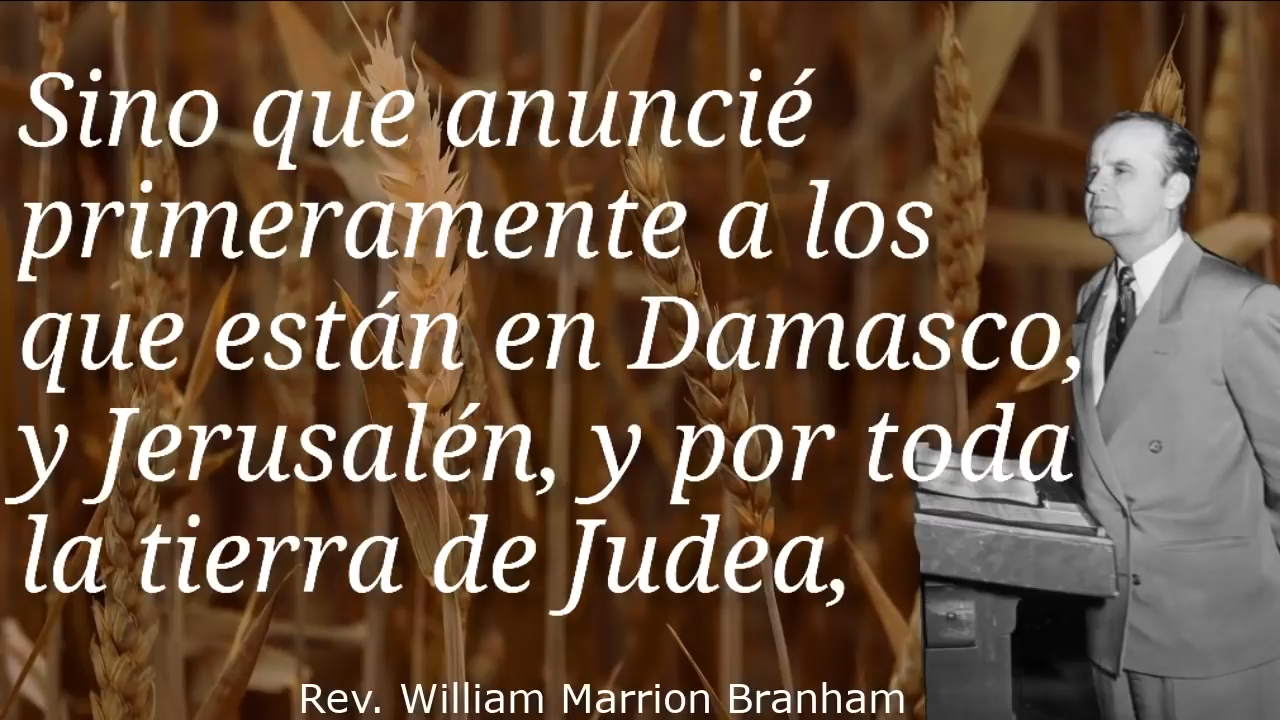 Sino que anuncié
primeramente a los
que están en Damasco,
y Jerusalén, y por toda
la tierra de Judea,
Rev. William Marrion Branham